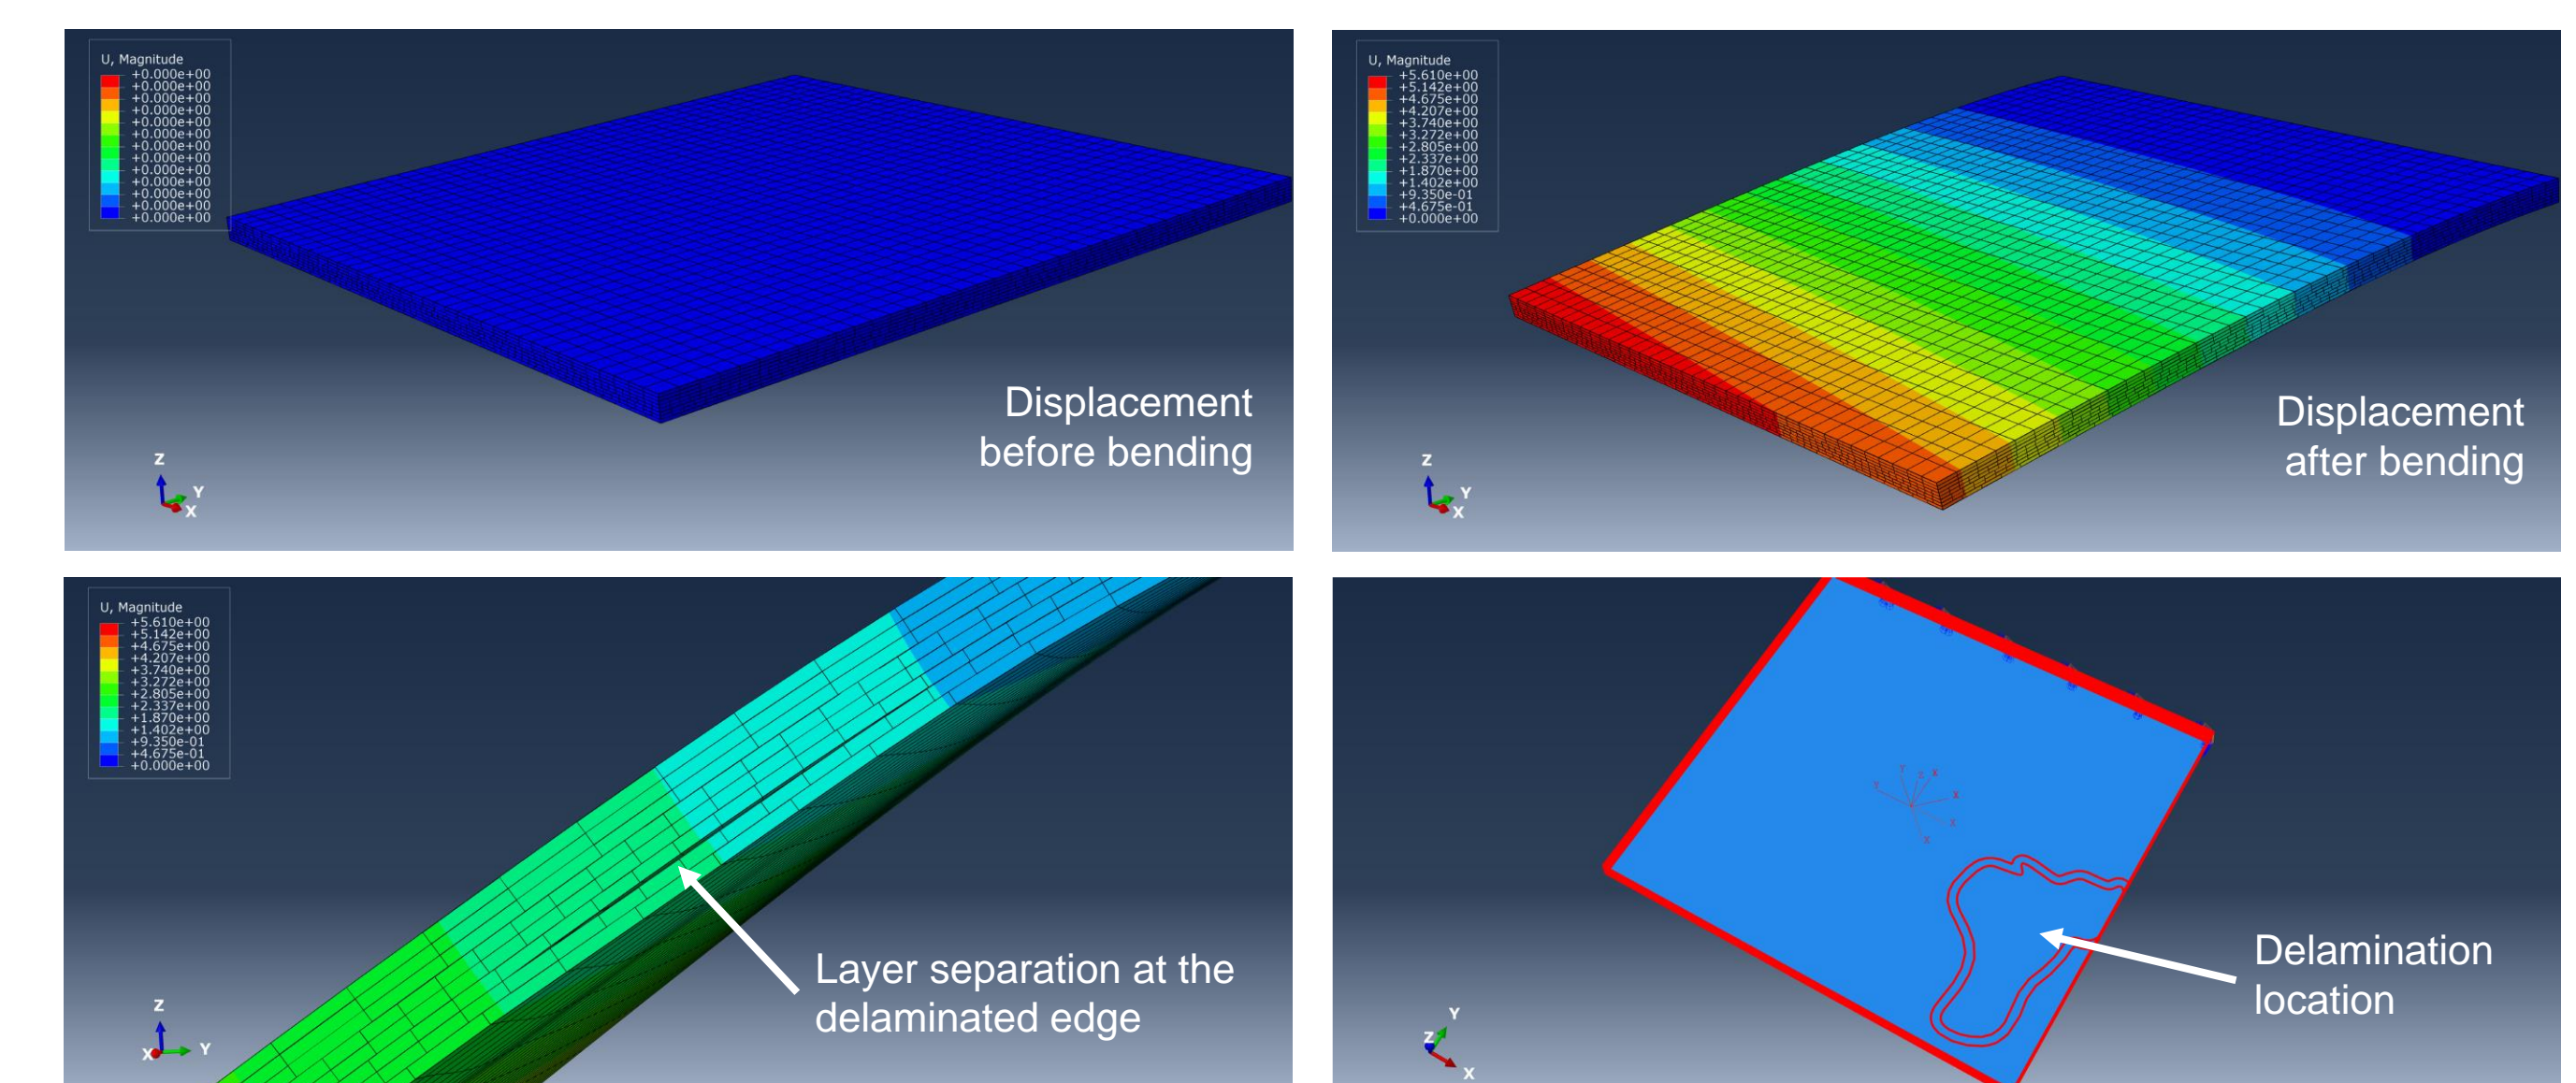 U, Magnitude
+0.000e+00
+0.000e+00
+0.000e+00
+0.000e+00
+0.000e+00
+0.000e+00
+0.000e+00
+0.000e+00
+0.000e+00
+0.000e+00
+0.000e+00
+0.000e+00
+0.000e+00
Displacement
before bending
Z
Y
X
U, Magnitude
+5.610e+00
+5.142e+00
+4.675e+00
+4.207e+00
+3.740e+00
+3.272e+00
+2.805e+00
+2.337e+00
+1.870e+00
+1.402e+00
+9.350e-01
+4.675e-01
+0.000e+00
Displacement
after bending
Z
Y
X
U, Magnitude
+5.610e+00
+5.142e+00
+4.675e+00
+4.207e+00
+3.740e+00
+3.272e+00
+2.805e+00
+2.337e+00
+1.870e+00
+1.402e+00
+9.350e-01
+4.675e-01
+0.000e+00
Layer separation at the
delaminated edge
Z
X Y
Delamination
location
Y
Z
X